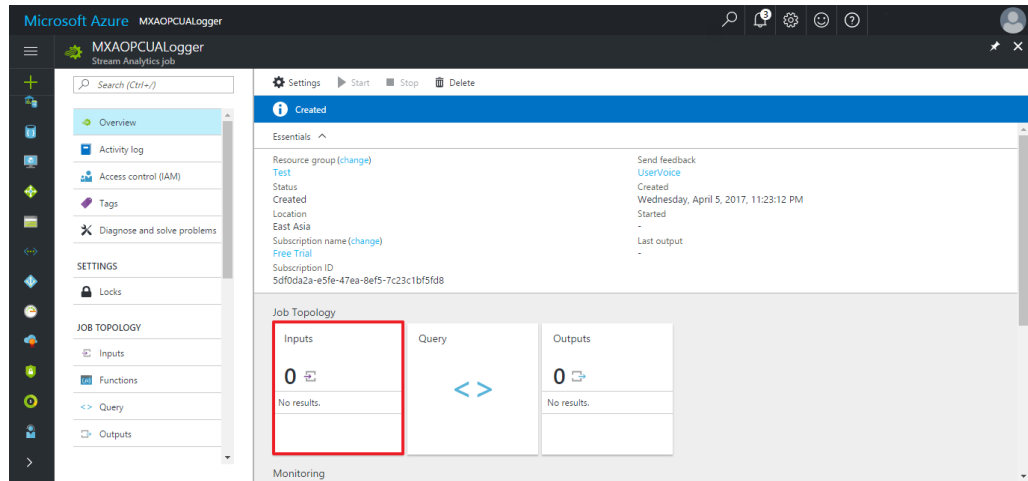 Microsoft Azure MXAOPCUALogger
3
MXAOPCUALogger
Stream Analytics job
Search (Ctrl+/)
Overview
Activity log
Access control (IAM)
Tags
Diagnose and solve problems
SETTINGS
Locks
JOB TOPOLOGY
Inputs
Functions
Query
Outputs
Settings Start Stop Delete
Created
Essentials
Resource group (change)
Test
Status
Created
Location
East Asia
Subscription name (change)
Free Trial
Subscription ID
5df0da2a-e5fe-47ea-8ef5-7c23c1bf5fd8
Send feedback
UserVoice
Created
Wednesday, April 5, 2017, 11:23:12 PM
Started
-
Last output
-
Job Topology
Inputs
0
No results.
Query
< >
Outputs
0
No results.
Monitoring